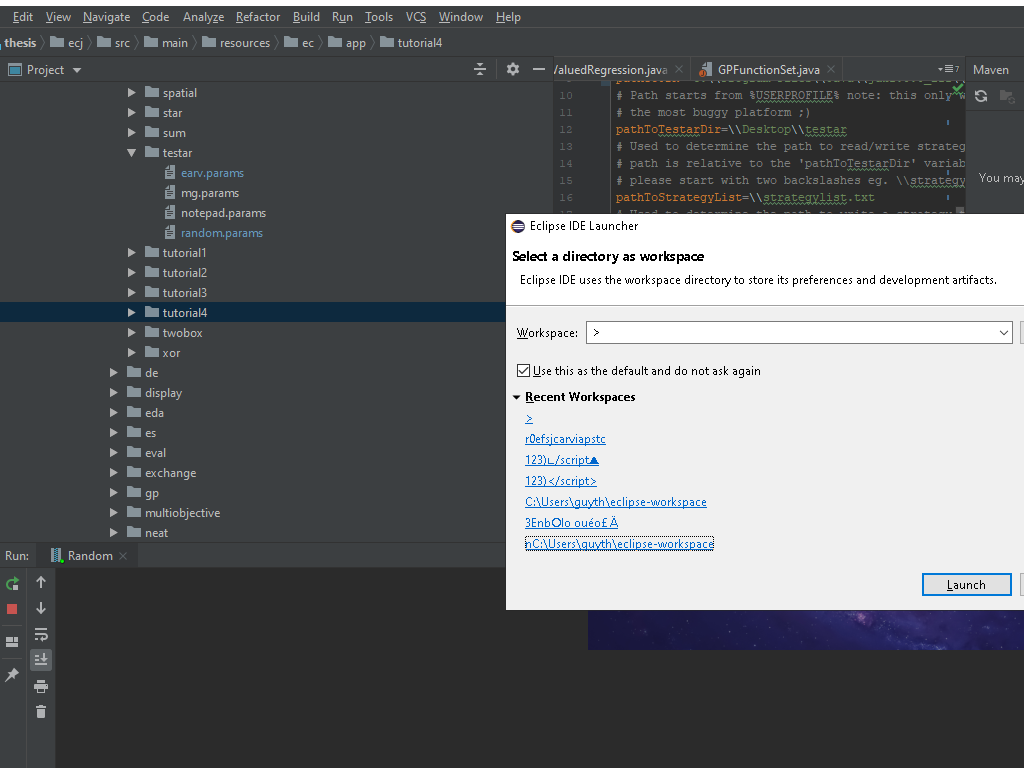 Edit View Navigate Code Analyze Refactor Build Run Tools VCS Window Help
thesis ecj src main resources ec app tutorial4
Project
spatial
star
sum
testar
earv.params
mg.params
notepad.params
random.params
tutorial1
tutorial2
tutorial3
tutorial4
twobox
xor
de
display
eda
es
eval
exchange
gp
multiobjective
neat
ValuedRegression.java GPFunctionSet.java 7
10 # Path starts from %USERPROFILE% note: this only w
11 # the most buggy platform ;)
12 pathToTestarDir=\\Desktop\\testar
13 # Used to determine the path to read/write strateg
14 # path is relative to the 'pathToTestarDir' variab
15 # please start with two backslashes eg. \\strategy
16 pathToStrategyList=\\strategylist.txt
Maven
You may
Eclipse IDE Launcher
Select a directory as workspace
Eclipse IDE uses the workspace directory to store its preferences and development artifacts.
Workspace: >
Use this as the default and do not ask again
Recent Workspaces
>
r0efsjcarviapstc
123)∟/script▲
123)</script>
C:\Users\guyth\eclipse-workspace
3EnbOlo ouéo£Ä
nC:\Users\guyth\eclipse-workspace
Launch
Run: Random